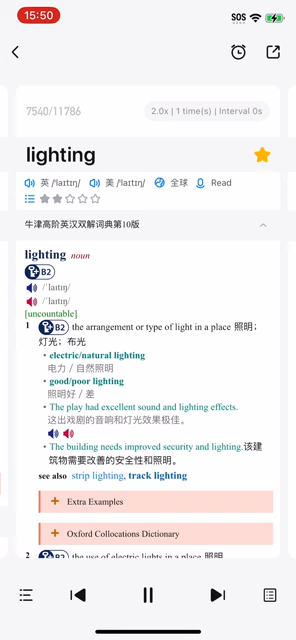 15:50
SOS
7540/11786
2.0x | 1 time(s) | Interval 0s
lighting
英 /'laɪtɪŋ/ 美 /'laɪtɪŋ/ 全球 Read
牛津高阶英汉双解词典第10版
lighting noun
B2
/ˈlaɪtɪŋ/
/ˈlaɪtɪŋ/
[uncountable]
1 B2 the arrangement or type of light in a place 照明；
灯光；布光
• electric/natural lighting
电力 / 自然照明
• good/poor lighting
照明好 / 差
• The play had excellent sound and lighting effects.
这出戏剧的音响和灯光效果极佳。
• The building needs improved security and lighting.该建
筑物需要改善的安全性和照明。
see also strip lighting, track lighting
+ Extra Examples
+ Oxford Collocations Dictionary
2 B2 the use of electric lights in a place 照明